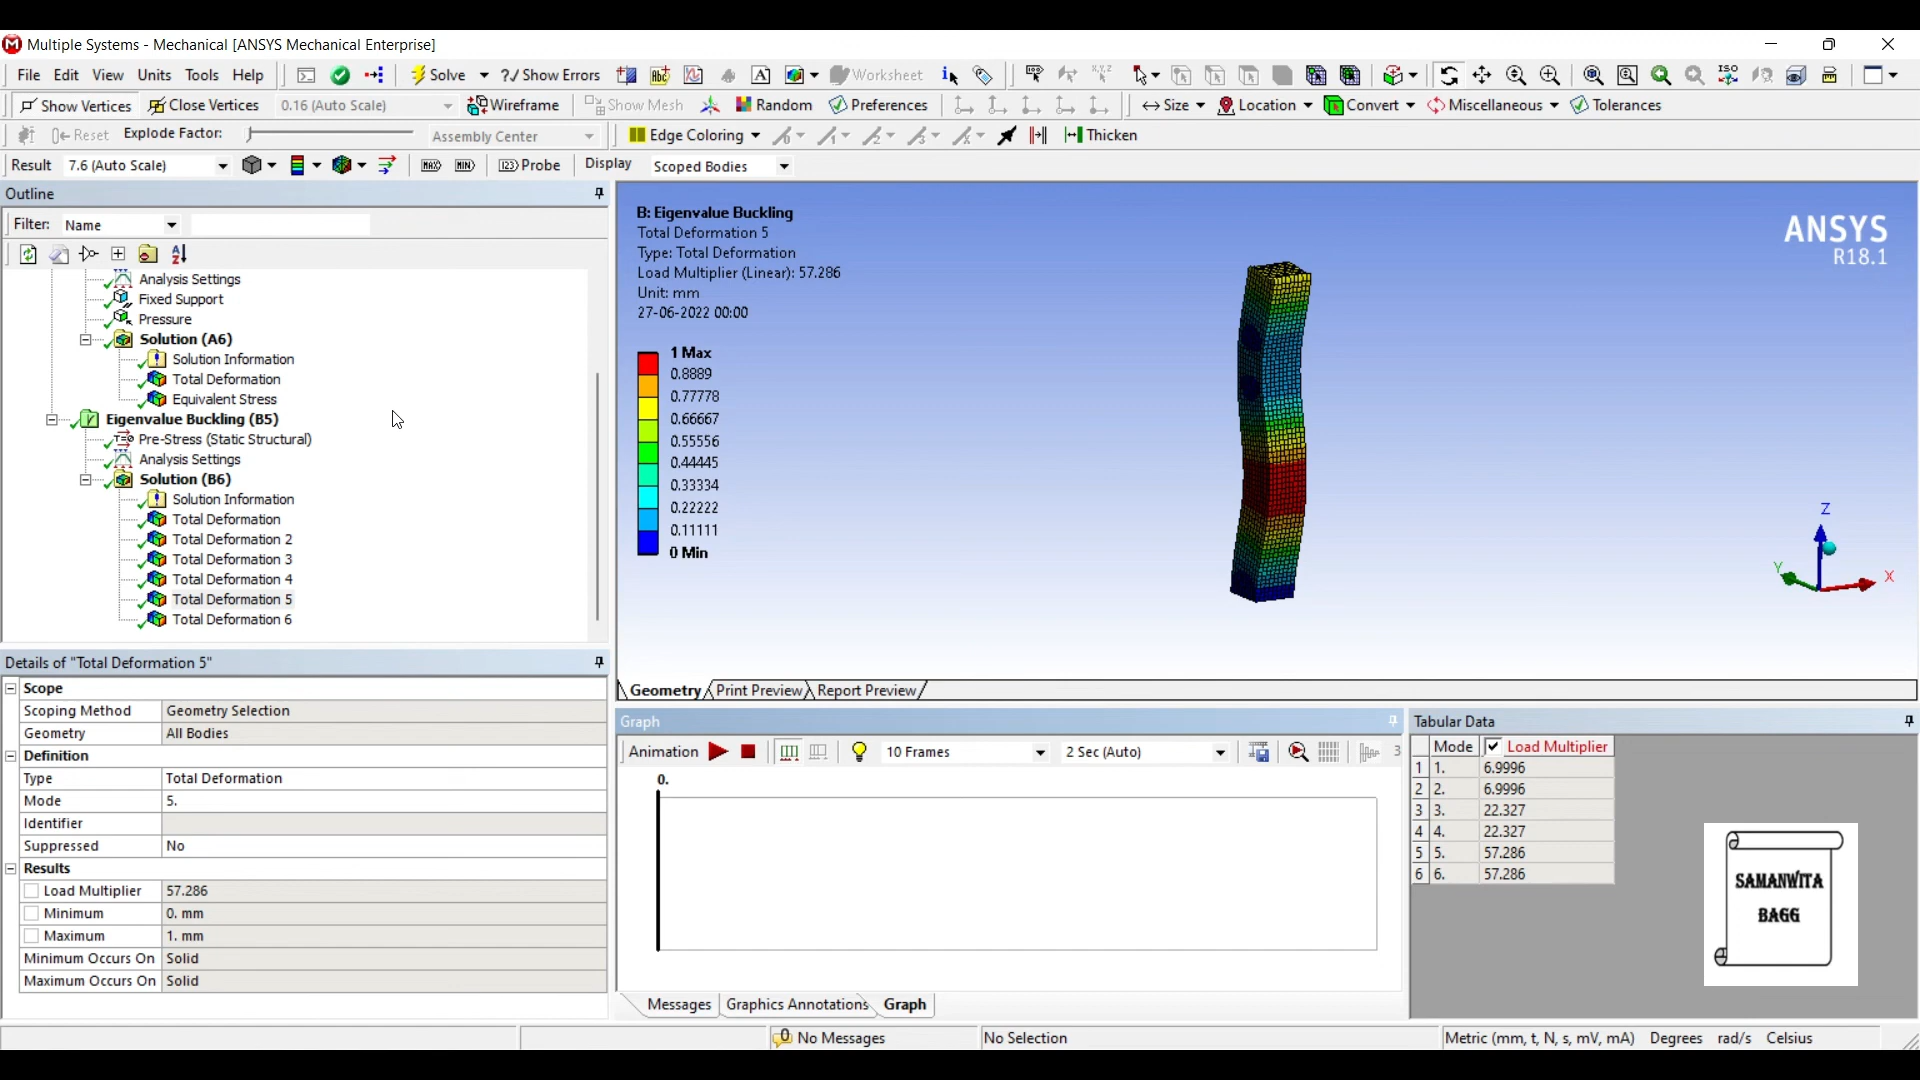 Multiple Systems - Mechanical [ANSYS Mechanical Enterprise]
File Edit View Units Tools Help Solve ?/ Show Errors Worksheet
Show Vertices Close Vertices 0.16 (Auto Scale) Wireframe Show Mesh Random Preferences Size Location Convert Miscellaneous Tolerances
Reset Explode Factor: Assembly Center Edge Coloring Thicken
Result 7.6 (Auto Scale) MAX MIN Probe Display Scoped Bodies
Outline
Filter: Name
Analysis Settings
Fixed Support
Pressure
Solution (A6)
Solution Information
Total Deformation
Equivalent Stress
Eigenvalue Buckling (B5)
Pre-Stress (Static Structural)
Analysis Settings
Solution (B6)
Solution Information
Total Deformation
Total Deformation 2
Total Deformation 3
Total Deformation 4
Total Deformation 5
Total Deformation 6
Details of "Total Deformation 5"
Scope
Scoping Method Geometry Selection
Geometry All Bodies
Definition
Type Total Deformation
Mode 5.
Identifier
Suppressed No
Results
Load Multiplier 57.286
Minimum 0. mm
Maximum 1. mm
Minimum Occurs On Solid
Maximum Occurs On Solid
B: Eigenvalue Buckling
Total Deformation 5
Type: Total Deformation
Load Multiplier (Linear): 57.286
Unit: mm
27-06-2022 00:00
1 Max
0.8889
0.77778
0.66667
0.55556
0.44445
0.33334
0.22222
0.11111
0 Min
ANSYS
R18.1
Z
Y
X
Geometry Print Preview Report Preview
Graph
Animation 10 Frames 2 Sec (Auto) 3
0.
Messages Graphics Annotations Graph
Tabular Data
Mode Load Multiplier
1 1. 6.9996
2 2. 6.9996
3 3. 22.327
4 4. 22.327
5 5. 57.286
6 6. 57.286
SAMANWITA
BAGG
No Messages No Selection Metric (mm, t, N, s, mV, mA) Degrees rad/s Celsius